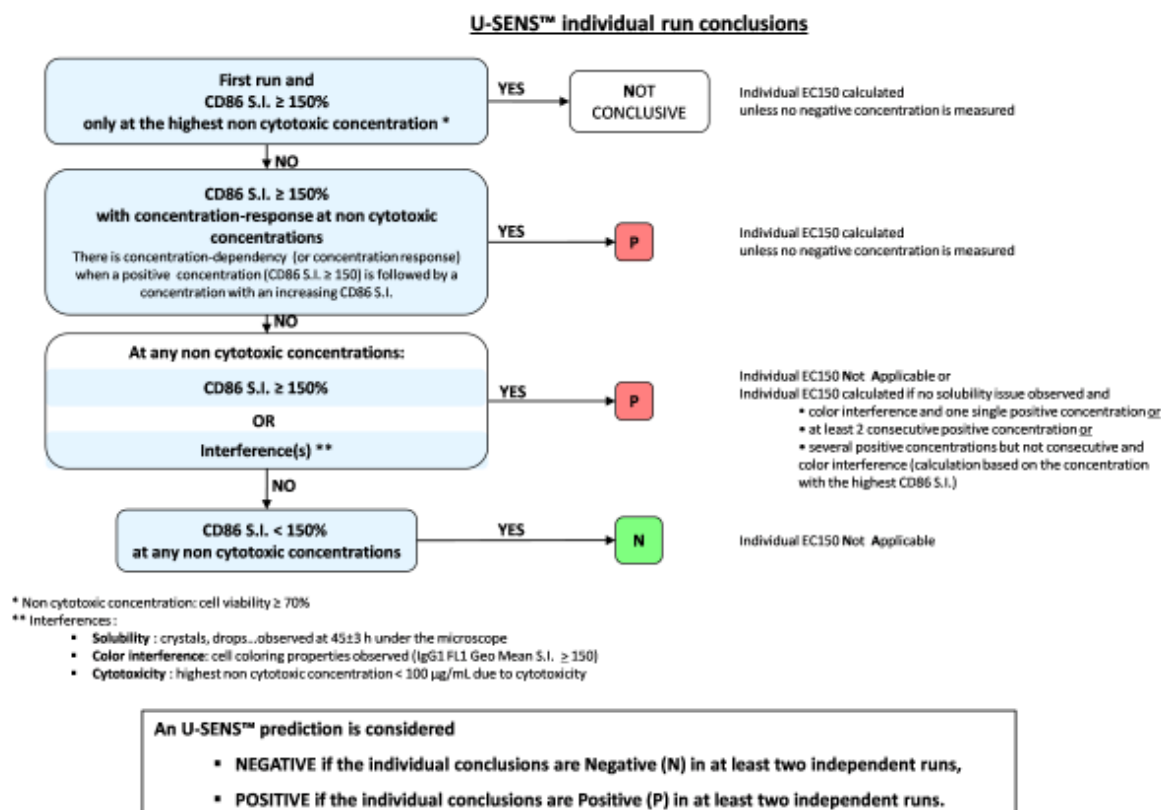 U-SENS™ individual run conclusions
First run and
CD86 S.I. ≥ 150%
only at the highest non cytotoxic concentration *
YES
NOT
CONCLUSIVE
Individual EC150 calculated
unless no negative concentration is measured
NO
CD86 S.I. ≥ 150%
with concentration-response at non cytotoxic
concentrations
There is concentration-dependency (or concentration response)
when a positive concentration (CD86 S.I. ≥ 150) is followed by a
concentration with an increasing CD86 S.I.
YES
P
Individual EC150 calculated
unless no negative concentration is measured
NO
At any non cytotoxic concentrations:
CD86 S.I. ≥ 150%
OR
Interference(s) **
YES
P
Individual EC150 Not Applicable or
Individual EC150 calculated if no solubility issue observed and
• color interference and one single positive concentration or
• at least 2 consecutive positive concentration or
• several positive concentrations but not consecutive and
color interference (calculation based on the concentration
with the highest CD86 S.I.)
NO
CD86 S.I. < 150%
at any non cytotoxic concentrations
YES
N
Individual EC150 Not Applicable
* Non cytotoxic concentration: cell viability ≥ 70%
** Interferences :
▪ Solubility : crystals, drops...observed at 45±3 h under the microscope
▪ Color interference: cell coloring properties observed (IgG1 FL1 Geo Mean S.I. ≥ 150)
▪ Cytotoxicity : highest non cytotoxic concentration < 100 µg/mL due to cytotoxicity
An U-SENS™ prediction is considered
▪ NEGATIVE if the individual conclusions are Negative (N) in at least two independent runs,
▪ POSITIVE if the individual conclusions are Positive (P) in at least two independent runs.